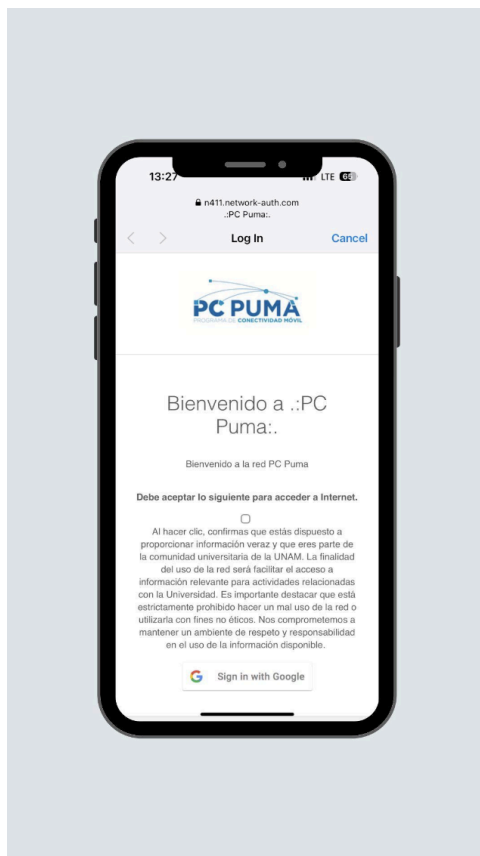 13:27
LTE 65
n411.network-auth.com
.:PC Puma:.
Log In
Cancel
PC PUMA
PROGRAMA DE CONECTIVIDAD MÓVIL
Bienvenido a .:PC
Puma:.
Bienvenido a la red PC Puma
Debe aceptar lo siguiente para acceder a Internet.
Al hacer clic, confirmas que estás dispuesto a
proporcionar información veraz y que eres parte de
la comunidad universitaria de la UNAM. La finalidad
del uso de la red será facilitar el acceso a
información relevante para actividades relacionadas
con la Universidad. Es importante destacar que está
estrictamente prohibido hacer un mal uso de la red o
utilizarla con fines no éticos. Nos comprometemos a
mantener un ambiente de respeto y responsabilidad
en el uso de la información disponible.
Sign in with Google